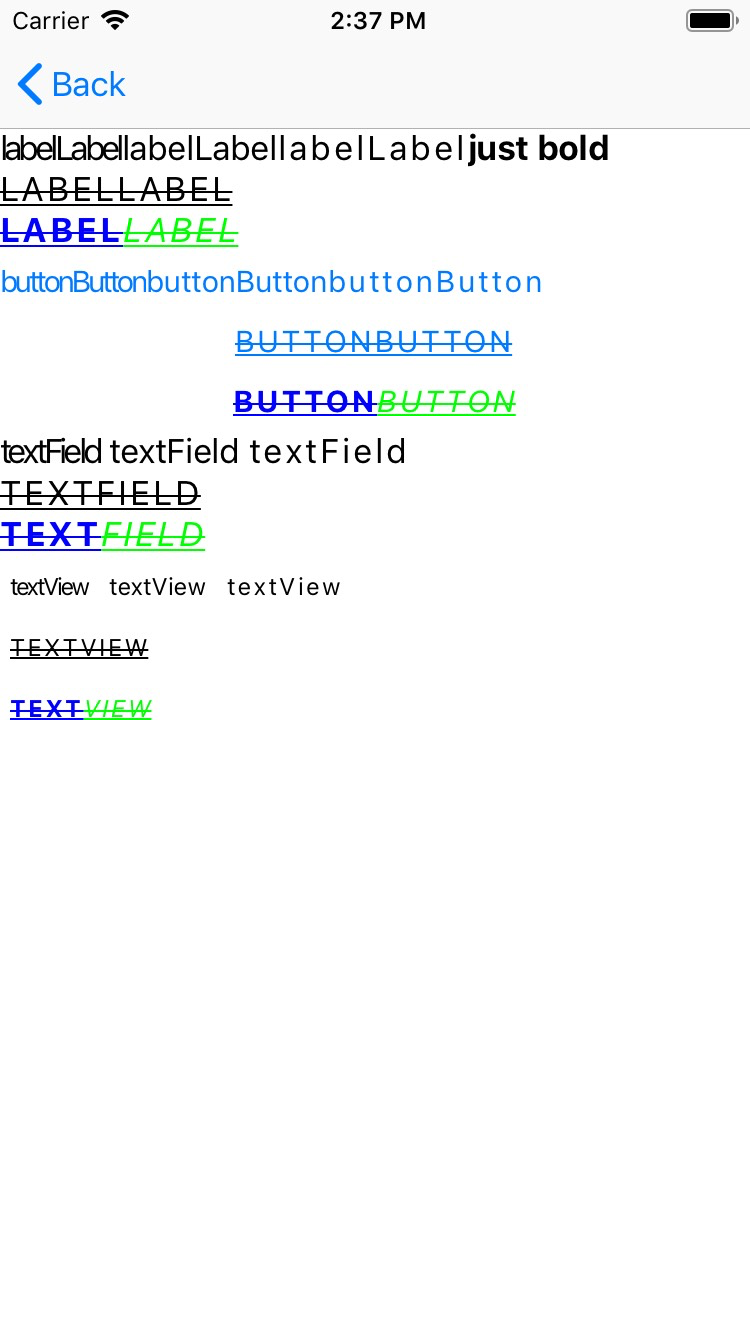 Carrier 2:37 PM
Back
labelLabellabelLabellabelLabeljust bold
LABELLABEL
LABELLABEL
buttonButtonbuttonButtonbuttonButton
BUTTONBUTTON
BUTTONBUTTON
textField textField textField
TEXTFIELD
TEXTFIELD
textView textView textView
TEXTVIEW
TEXTVIEW